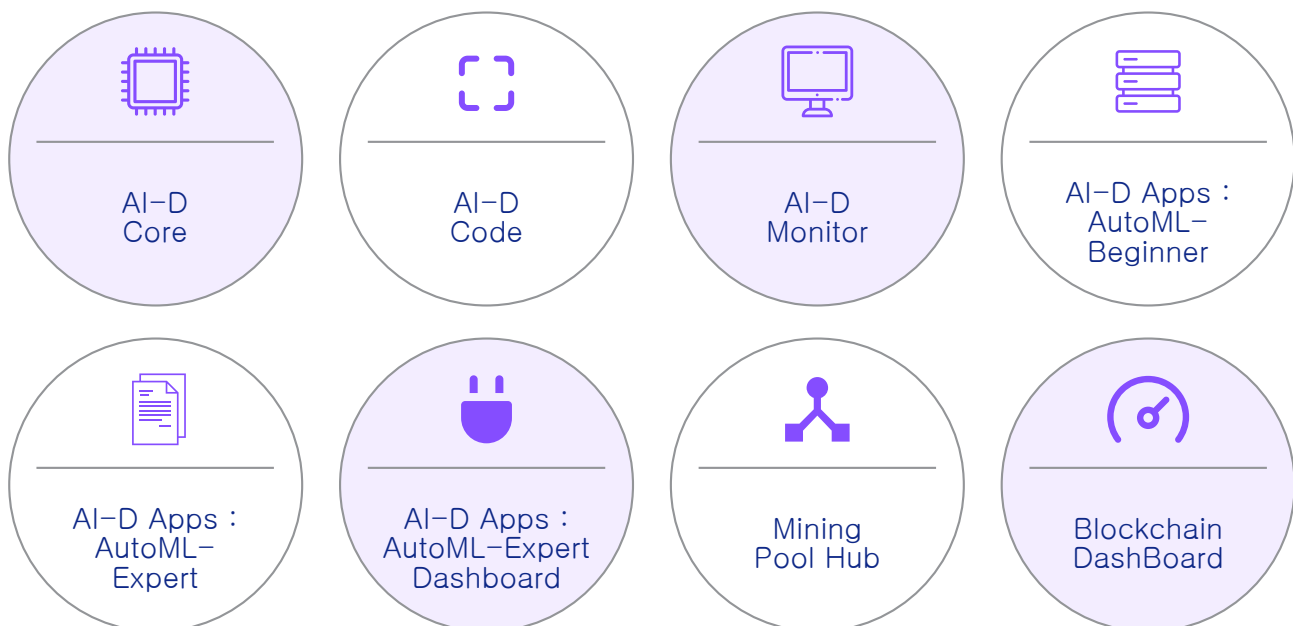 AI-D
Core
AI-D
Code
AI-D
Monitor
AI-D Apps :
AutoML-
Beginner
AI-D Apps :
AutoML-
Expert
AI-D Apps :
AutoML-Expert
Dashboard
Mining
Pool Hub
Blockchain
DashBoard